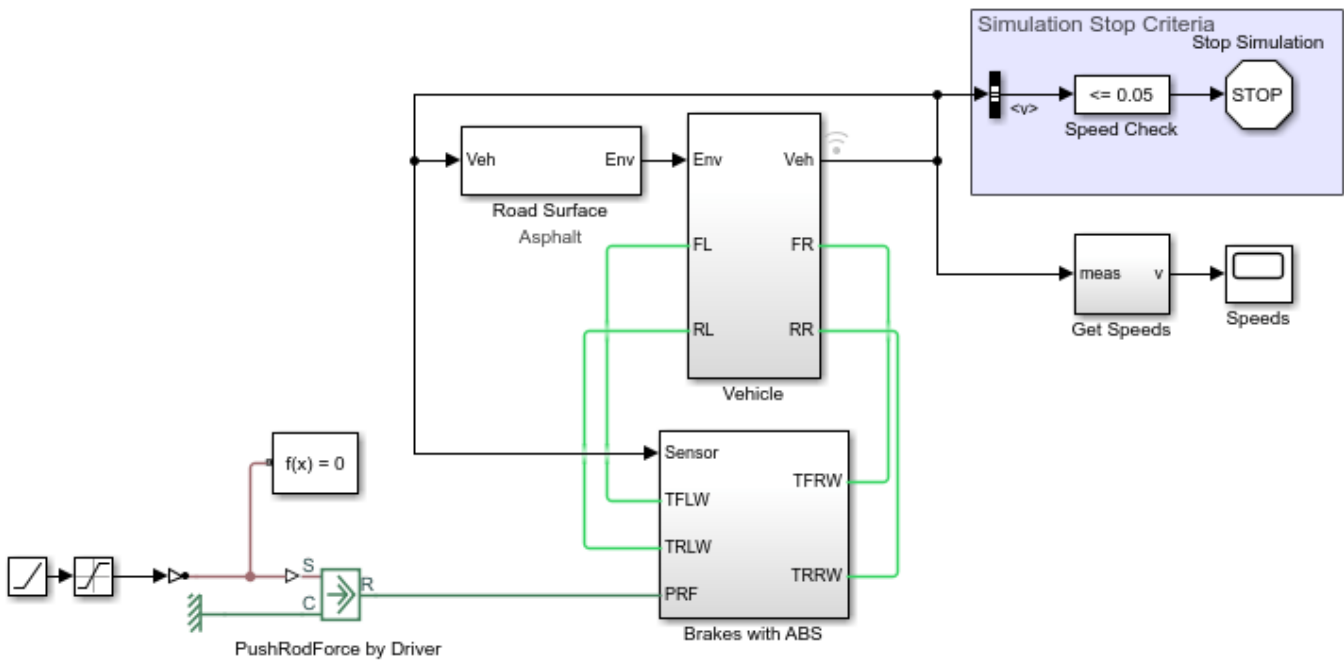 Simulation Stop Criteria
Stop Simulation
<= 0.05
STOP
<v>
Speed Check
Veh
Env
Env
Veh
Road Surface
Asphalt
FL
FR
meas
v
RL
RR
Get Speeds
Speeds
Vehicle
Sensor
f(x) = 0
TFRW
TFLW
TRLW
S
TRRW
R
PRF
C
Brakes with ABS
PushRodForce by Driver